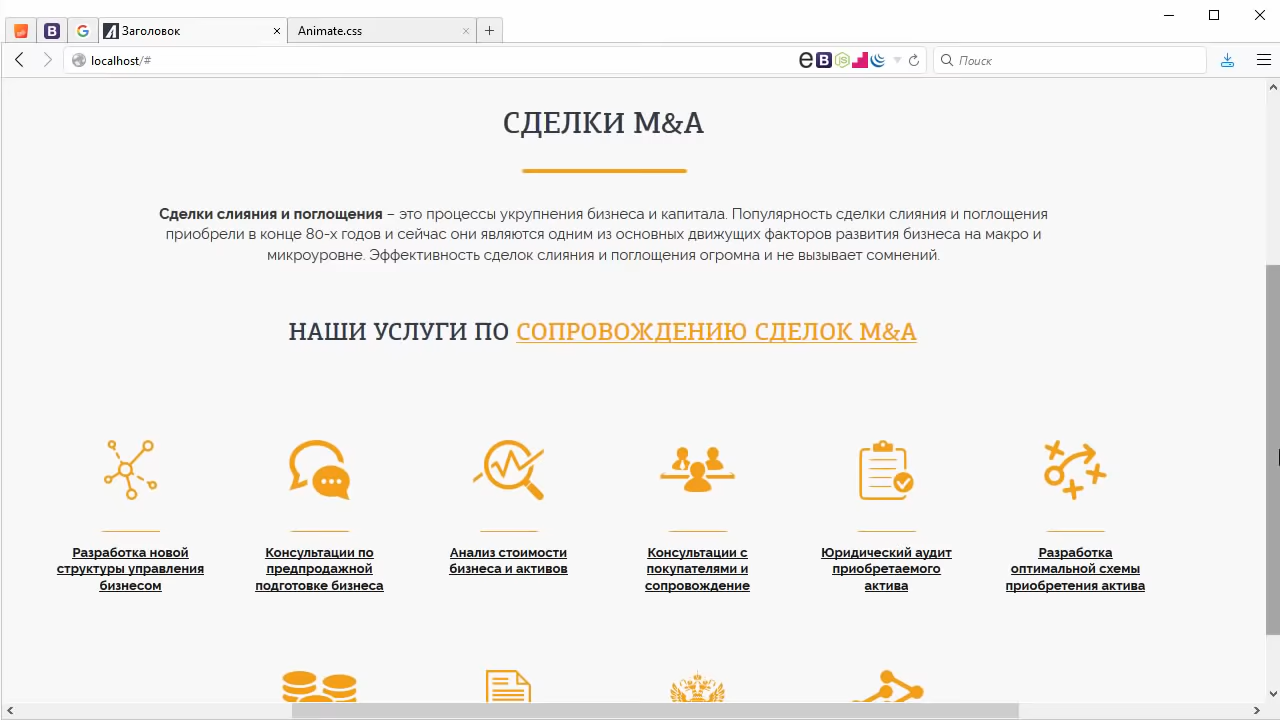 Заголовок
Animate.css
localhost/#
Поиск
СДЕЛКИ M&A
Сделки слияния и поглощения – это процессы укрупнения бизнеса и капитала. Популярность сделки слияния и поглощения
приобрели в конце 80-х годов и сейчас они являются одним из основных движущих факторов развития бизнеса на макро и
микроуровне. Эффективность сделок слияния и поглощения огромна и не вызывает сомнений.
НАШИ УСЛУГИ ПО СОПРОВОЖДЕНИЮ СДЕЛОК M&A
Разработка новой
структуры управления
бизнесом
Консультации по
предпродажной
подготовке бизнеса
Анализ стоимости
бизнеса и активов
Консультации с
покупателями и
сопровождение
Юридический аудит
приобретаемого
актива
Разработка
оптимальной схемы
приобретения актива